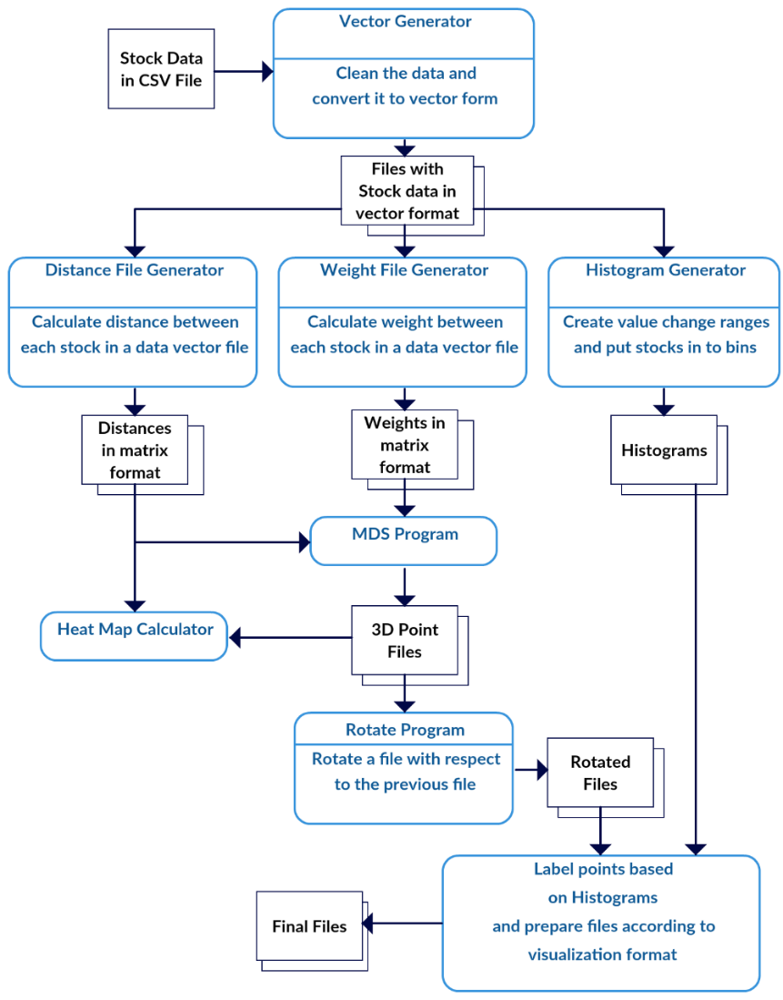 Vector Generator
Stock Data
in CSV File
Clean the data and
convert it to vector form
Files with
Stock data in
vector format
Distance File Generator
Calculate distance between
each stock in a data vector file
Weight File Generator
Calculate weight between
each stock in a data vector file
Histogram Generator
Create value change ranges
and put stocks in to bins
Distances
in matrix
format
Weights in
matrix
format
Histograms
MDS Program
Heat Map Calculator
3D Point
Files
Rotate Program
Rotate a file with respect
to the previous file
Rotated
Files
Label points based
on Histograms
and prepare files according to
visualization format
Final Files